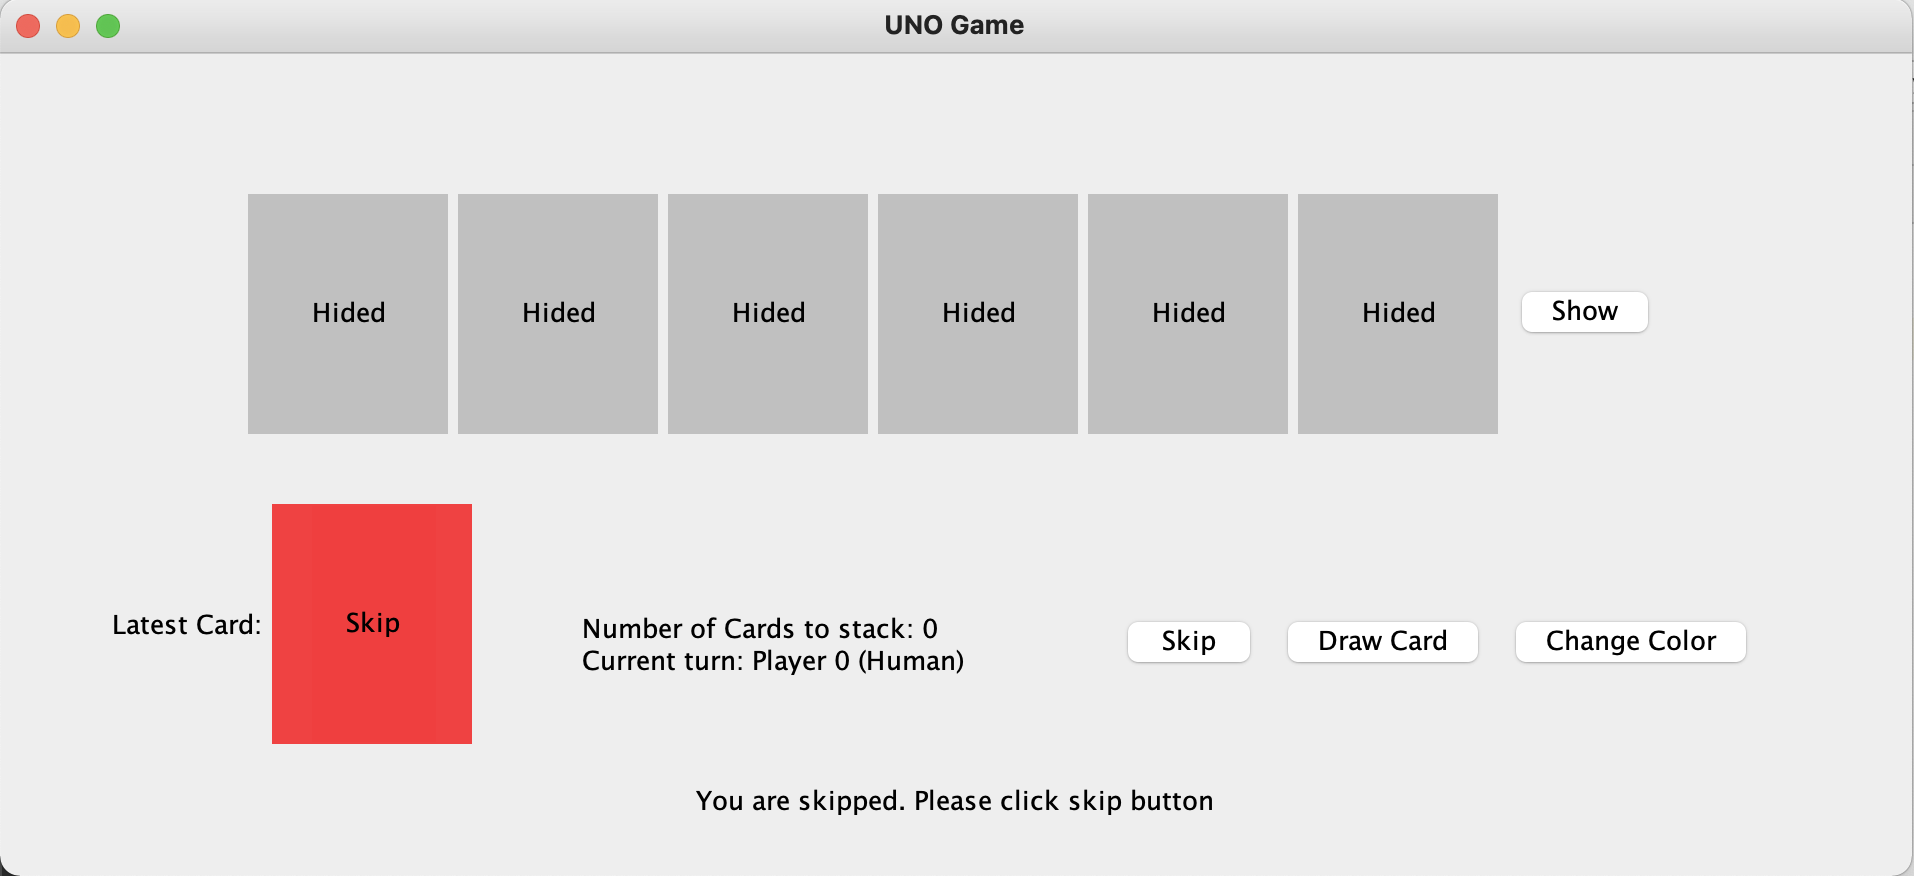 UNO Game
Hided Hided Hided Hided Hided Hided Show
Latest Card: Skip
Number of Cards to stack: 0
Current turn: Player 0 (Human)
Skip Draw Card Change Color
You are skipped. Please click skip button